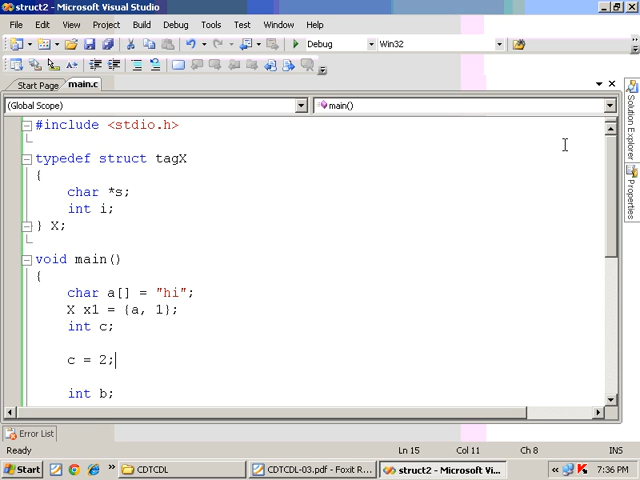 struct2 - Microsoft Visual Studio
File Edit View Project Build Debug Tools Test Window Help
Debug Win32
Start Page main.c
(Global Scope) main()
#include <stdio.h>
typedef struct tagX
{
char *s;
int i;
} X;
void main()
{
char a[] = "hi";
X x1 = {a, 1};
int c;
c = 2;
int b;
Solution Explorer
Properties
Error List
Ready Ln 15 Col 11 Ch 8 INS
Start CDTCDL CDTCDL-03.pdf - Foxit R... struct2 - Microsoft Vi... 7:36 PM